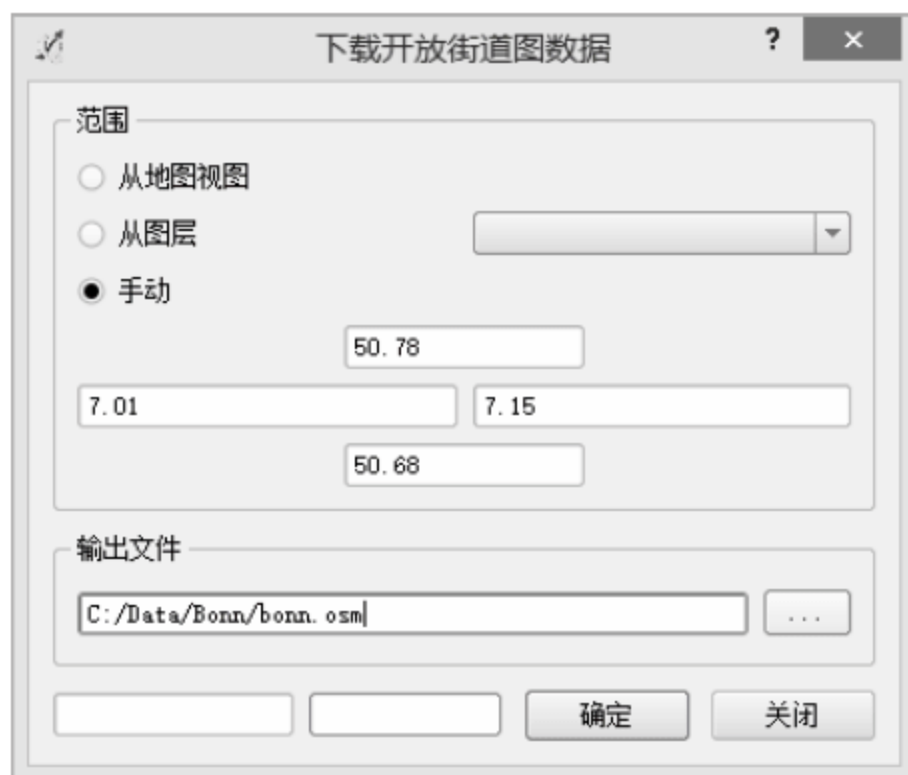 下载开放街道图数据 ? ×
范围
从地图视图
从图层
手动
50.78
7.01 7.15
50.68
输出文件
C:/Data/Bonn/bonn.osm ...
确定 关闭